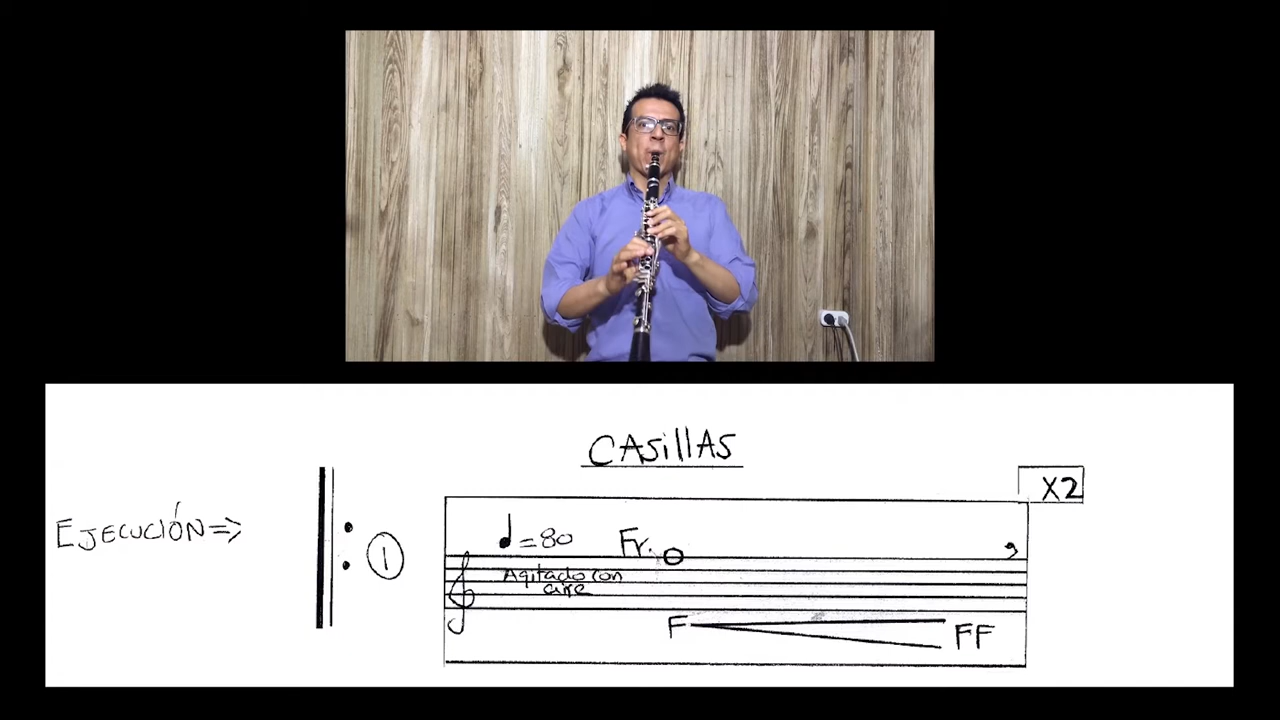 CASillAS
X2
EJECUCIÓN =>
1
♩ = 80
Fr.
Agitado con
aire
F
FF